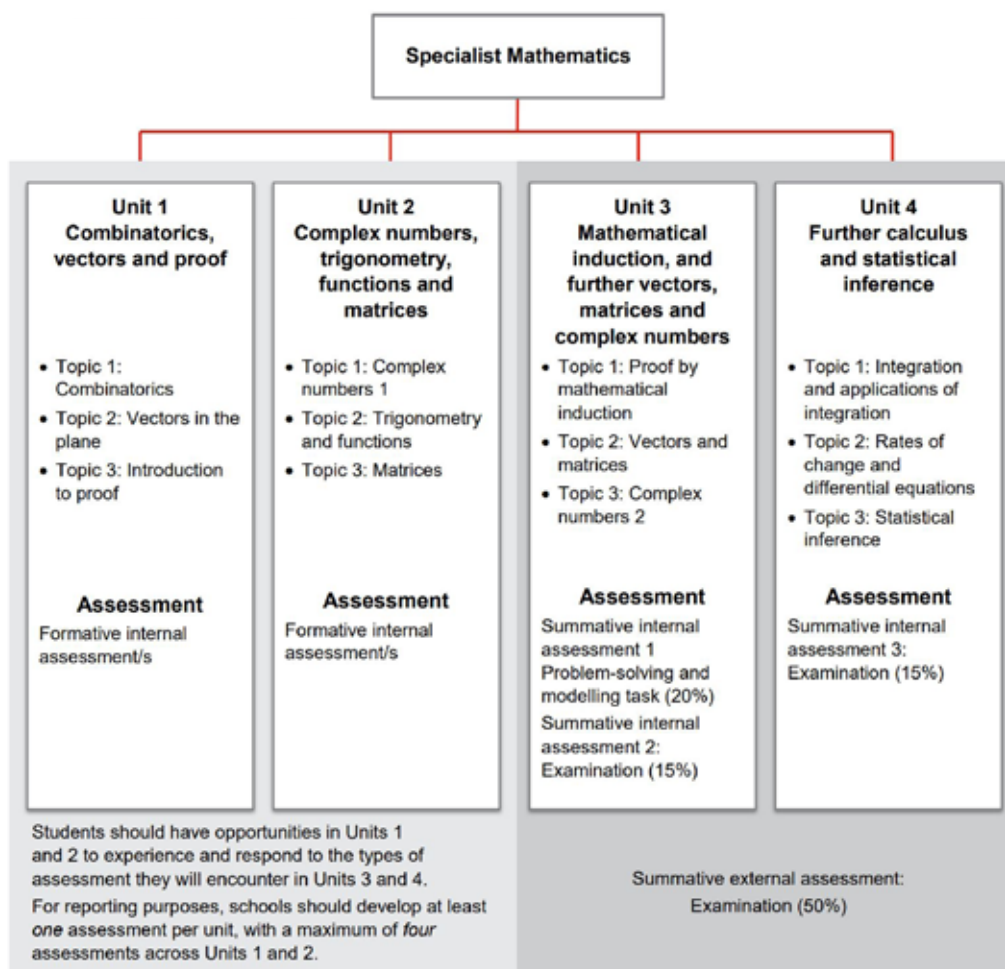 Specialist Mathematics
Unit 1
Combinatorics,
vectors and proof
• Topic 1:
Combinatorics
• Topic 2: Vectors in the
plane
• Topic 3: Introduction
to proof
Assessment
Formative internal
assessment/s
Unit 2
Complex numbers,
trigonometry,
functions and
matrices
• Topic 1: Complex
numbers 1
• Topic 2: Trigonometry
and functions
• Topic 3: Matrices
Assessment
Formative internal
assessment/s
Unit 3
Mathematical
induction, and
further vectors,
matrices and
complex numbers
• Topic 1: Proof by
mathematical
induction
• Topic 2: Vectors and
matrices
• Topic 3: Complex
numbers 2
Assessment
Summative internal
assessment 1
Problem-solving and
modelling task (20%)
Summative internal
assessment 2:
Examination (15%)
Unit 4
Further calculus
and statistical
inference
• Topic 1: Integration
and applications of
integration
• Topic 2: Rates of
change and
differential equations
• Topic 3: Statistical
inference
Assessment
Summative internal
assessment 3:
Examination (15%)
Students should have opportunities in Units 1
and 2 to experience and respond to the types of
assessment they will encounter in Units 3 and 4.
For reporting purposes, schools should develop at least
one assessment per unit, with a maximum of four
assessments across Units 1 and 2.
Summative external assessment:
Examination (50%)